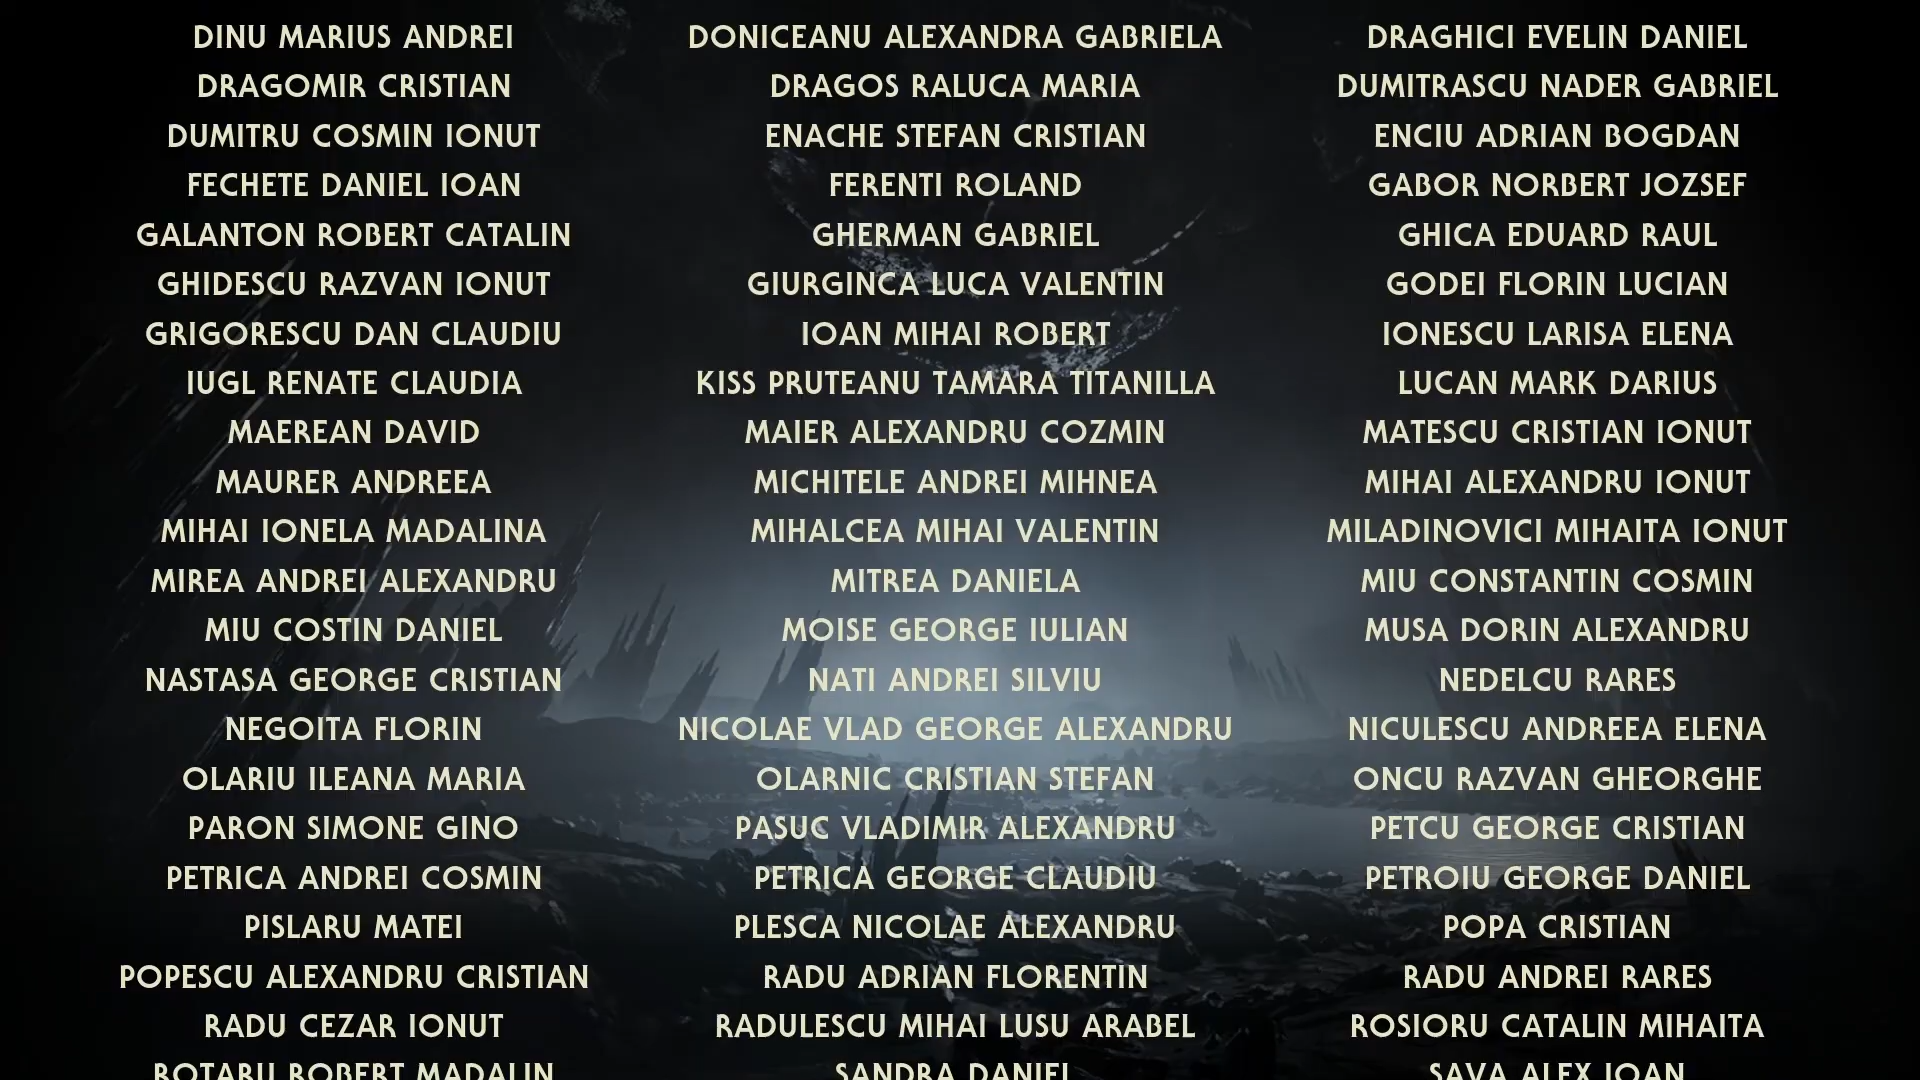 DINU MARIUS ANDREI DONICEANU ALEXANDRA GABRIELA DRAGHICI EVELIN DANIEL
DRAGOMIR CRISTIAN DRAGOS RALUCA MARIA DUMITRASCU NADER GABRIEL
DUMITRU COSMIN IONUT ENACHE STEFAN CRISTIAN ENCIU ADRIAN BOGDAN
FECHETE DANIEL IOAN FERENTI ROLAND GABOR NORBERT JOZSEF
GALANTON ROBERT CATALIN GHERMAN GABRIEL GHICA EDUARD RAUL
GHIDESCU RAZVAN IONUT GIURGINCA LUCA VALENTIN GODEI FLORIN LUCIAN
GRIGORESCU DAN CLAUDIU IOAN MIHAI ROBERT IONESCU LARISA ELENA
IUGL RENATE CLAUDIA KISS PRUTEANU TAMARA TITANILLA LUCAN MARK DARIUS
MAEREAN DAVID MAIER ALEXANDRU COZMIN MATESCU CRISTIAN IONUT
MAURER ANDREEA MICHITELE ANDREI MIHNEA MIHAI ALEXANDRU IONUT
MIHAI IONELA MADALINA MIHALCEA MIHAI VALENTIN MILADINOVICI MIHAITA IONUT
MIREA ANDREI ALEXANDRU MITREA DANIELA MIU CONSTANTIN COSMIN
MIU COSTIN DANIEL MOISE GEORGE IULIAN MUSA DORIN ALEXANDRU
NASTASA GEORGE CRISTIAN NATI ANDREI SILVIU NEDELCU RARES
NEGOITA FLORIN NICOLAE VLAD GEORGE ALEXANDRU NICULESCU ANDREEA ELENA
OLARIU ILEANA MARIA OLARNIC CRISTIAN STEFAN ONCU RAZVAN GHEORGHE
PARON SIMONE GINO PASUC VLADIMIR ALEXANDRU PETCU GEORGE CRISTIAN
PETRICA ANDREI COSMIN PETRICA GEORGE CLAUDIU PETROIU GEORGE DANIEL
PISLARU MATEI PLESCA NICOLAE ALEXANDRU POPA CRISTIAN
POPESCU ALEXANDRU CRISTIAN RADU ADRIAN FLORENTIN RADU ANDREI RARES
RADU CEZAR IONUT RADULESCU MIHAI LUSU ARABEL ROSIORU CATALIN MIHAITA
ROTARU ROBERT MADALIN SANDRA DANIEL SAVA ALEX IOAN